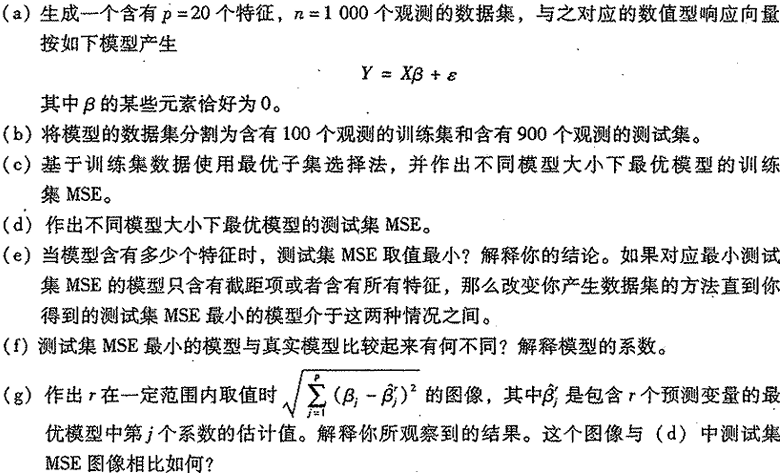 (a) 生成一个含有 p=20 个特征，n=1 000 个观测的数据集，与之对应的数值型响应向量
按如下模型产生
Y = Xβ + ε
其中 β 的某些元素恰好为 0。
(b) 将模型的数据集分割为含有 100 个观测的训练集和含有 900 个观测的测试集。
(c) 基于训练集数据使用最优子集选择法，并作出不同模型大小下最优模型的训练
集 MSE。
(d) 作出不同模型大小下最优模型的测试集 MSE。
(e) 当模型含有多少个特征时，测试集 MSE 取值最小？解释你的结论。如果对应最小测试
集 MSE 的模型只含有截距项或者含有所有特征，那么改变你产生数据集的方法直到你
得到的测试集 MSE 最小的模型介于这两种情况之间。
(f) 测试集 MSE 最小的模型与真实模型比较起来有何不同？解释模型的系数。
(g) 作出 r 在一定范围内取值时 √∑_{j=1}^{p} (β_j − β̂_j^r)² 的图像，其中 β̂_j^r 是包含 r 个预测变量的最
优模型中第 j 个系数的估计值。解释你所观察到的结果。这个图像与 (d) 中测试集
MSE 图像相比如何？